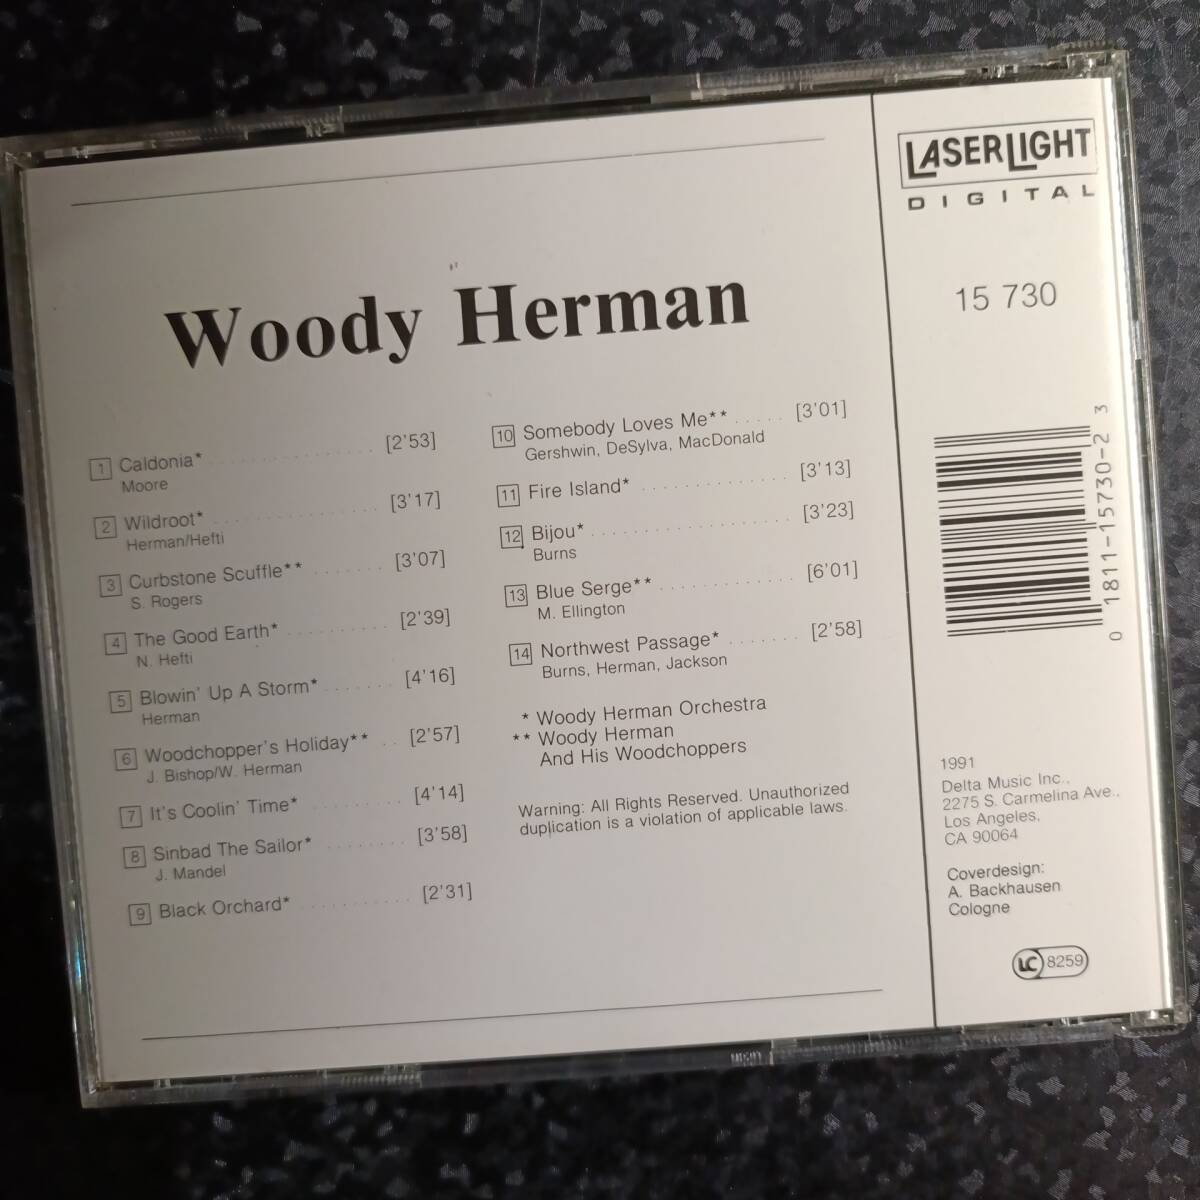 Woody Herman
1 Caldonia* [2'53]
Moore
2 Wildroot* [3'17]
Herman/Hefti
3 Curbstone Scuffle** [3'07]
S. Rogers
4 The Good Earth* [2'39]
N. Hefti
5 Blowin' Up A Storm* [4'16]
Herman
6 Woodchopper's Holiday** [2'57]
J. Bishop/W. Herman
7 It's Coolin' Time* [4'14]
8 Sinbad The Sailor* [3'58]
J. Mandel
9 Black Orchard* [2'31]
10 Somebody Loves Me** [3'01]
Gershwin, DeSylva, MacDonald
11 Fire Island* [3'13]
12 Bijou* [3'23]
Burns
13 Blue Serge** [6'01]
M. Ellington
14 Northwest Passage* [2'58]
Burns, Herman, Jackson
* Woody Herman Orchestra
** Woody Herman
And His Woodchoppers
Warning: All Rights Reserved. Unauthorized
duplication is a violation of applicable laws.
LASERLIGHT
DIGITAL
15 730
0 1811-15730-2 3
1991
Delta Music Inc.,
2275 S. Carmelina Ave.,
Los Angeles,
CA 90064
Coverdesign:
A. Backhausen
Cologne
LC 8259